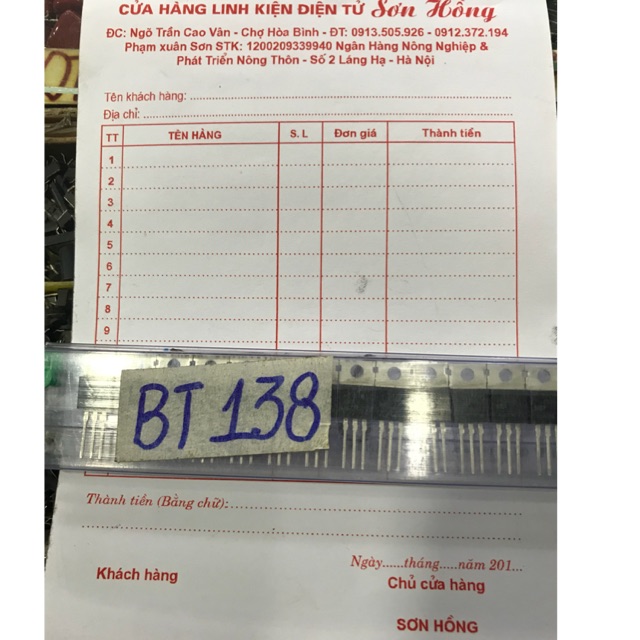 CỬA HÀNG LINH KIỆN ĐIỆN TỬ Sơn Hồng
ĐC: Ngõ Trần Cao Vân - Chợ Hòa Bình - ĐT: 0913.505.926 - 0912.372.194
Phạm xuân Sơn STK: 1200209339940 Ngân Hàng Nông Nghiệp &
Phát Triển Nông Thôn - Số 2 Láng Hạ - Hà Nội
Tên khách hàng:
Địa chỉ:
TT TÊN HÀNG S.L Đơn giá Thành tiền
1
2
3
4
5
6
7
8
9
BT 138
Thành tiền (Bằng chữ):
Ngày......tháng.....năm 201...
Khách hàng Chủ cửa hàng
SƠN HỒNG